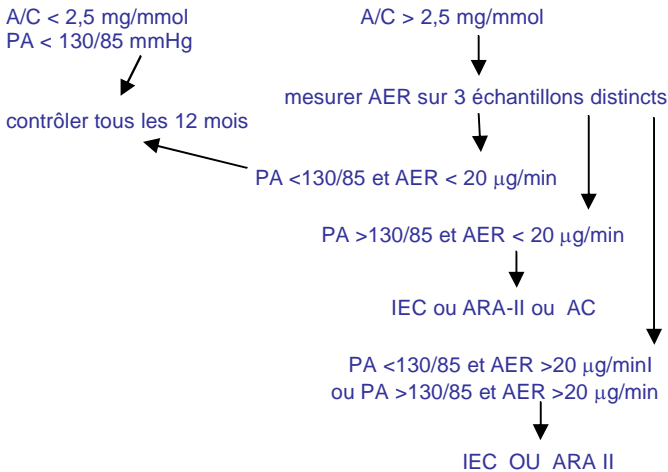 A/C < 2,5 mg/mmol
PA < 130/85 mmHg
A/C > 2,5 mg/mmol
mesurer AER sur 3 échantillons distincts
contrôler tous les 12 mois
PA <130/85 et AER < 20 μg/min
PA >130/85 et AER < 20 μg/min
IEC ou ARA-II ou AC
PA <130/85 et AER >20 μg/minI
ou PA >130/85 et AER >20 μg/min
IEC OU ARA II